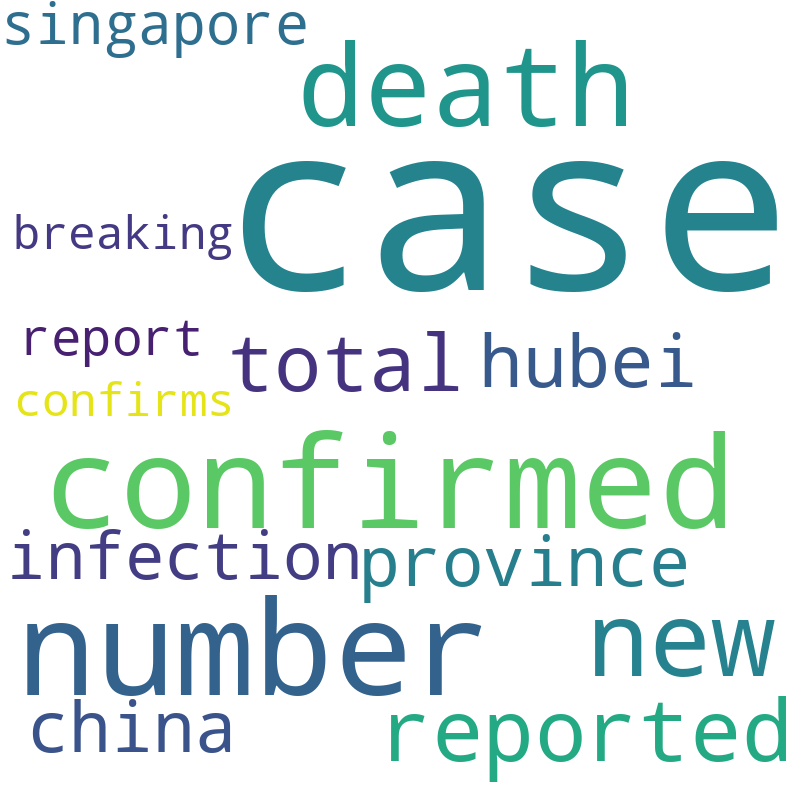 singapore
death
case
breaking
report
total
hubei
confirms
confirmed
infection
province
number
new
china
reported